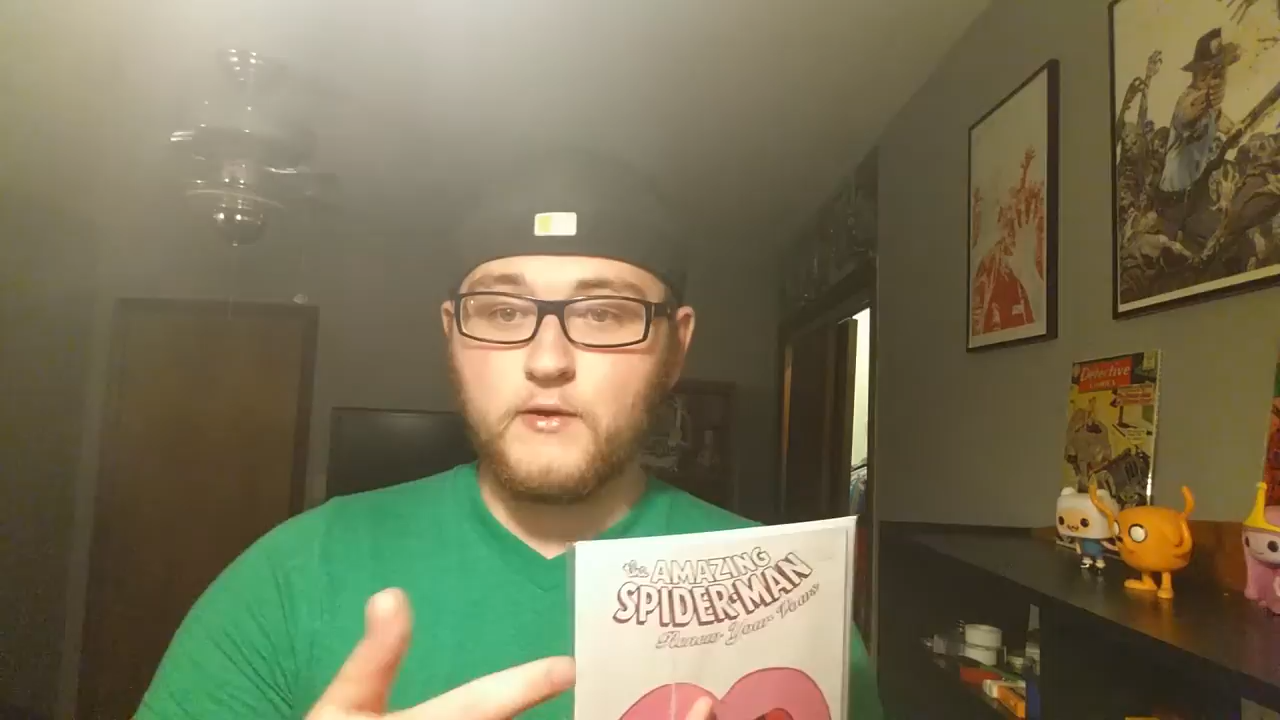 the AMAZING
SPIDER-MAN
Renew Your Vows
Detective
COMICS